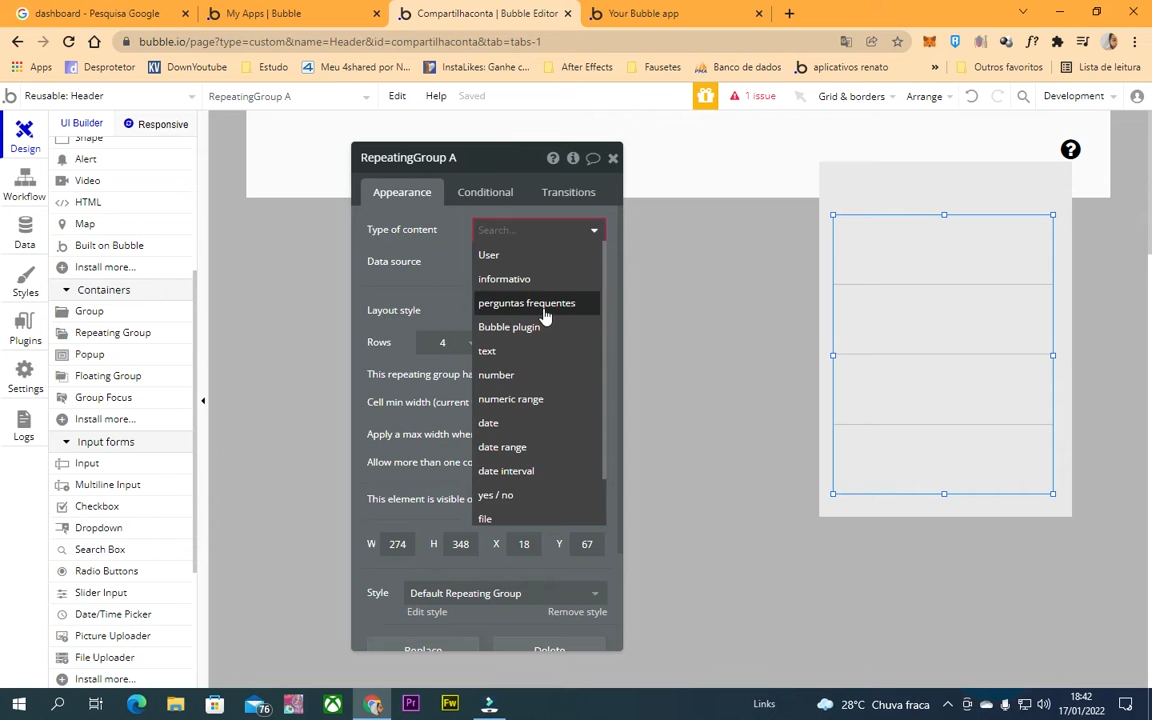 dashboard - Pesquisa Google
My Apps | Bubble
Compartilhaconta | Bubble Editor
Your Bubble app
bubble.io/page?type=custom&name=Header&id=compartilhaconta&tab=tabs-1
Apps
Desprotetor
DownYoutube
Estudo
Meu 4shared por N...
InstaLikes: Ganhe c...
After Effects
Fausetes
Banco de dados
aplicativos renato
Outros favoritos
Lista de leitura
Reusable: Header
RepeatingGroup A
Edit
Help
Saved
1 issue
Grid & borders
Arrange
Development
UI Builder
Responsive
Design
Workflow
Data
Styles
Plugins
Settings
Logs
Shape
Alert
Video
HTML
Map
Built on Bubble
Install more...
Containers
Group
Repeating Group
Popup
Floating Group
Group Focus
Install more...
Input forms
Input
Multiline Input
Checkbox
Dropdown
Search Box
Radio Buttons
Slider Input
Date/Time Picker
Picture Uploader
File Uploader
Install more...
RepeatingGroup A
Appearance
Conditional
Transitions
Type of content
Search...
Data source
Layout style
Rows
4
This repeating group ha
Cell min width (current
Apply a max width when
Allow more than one co
This element is visible o
User
informativo
perguntas frequentes
Bubble plugin
text
number
numeric range
date
date range
date interval
yes / no
file
W 274 H 348 X 18 Y 67
Style
Default Repeating Group
Edit style
Remove style
Replace
Delete
76
Links
28°C Chuva fraca
18:42
17/01/2022